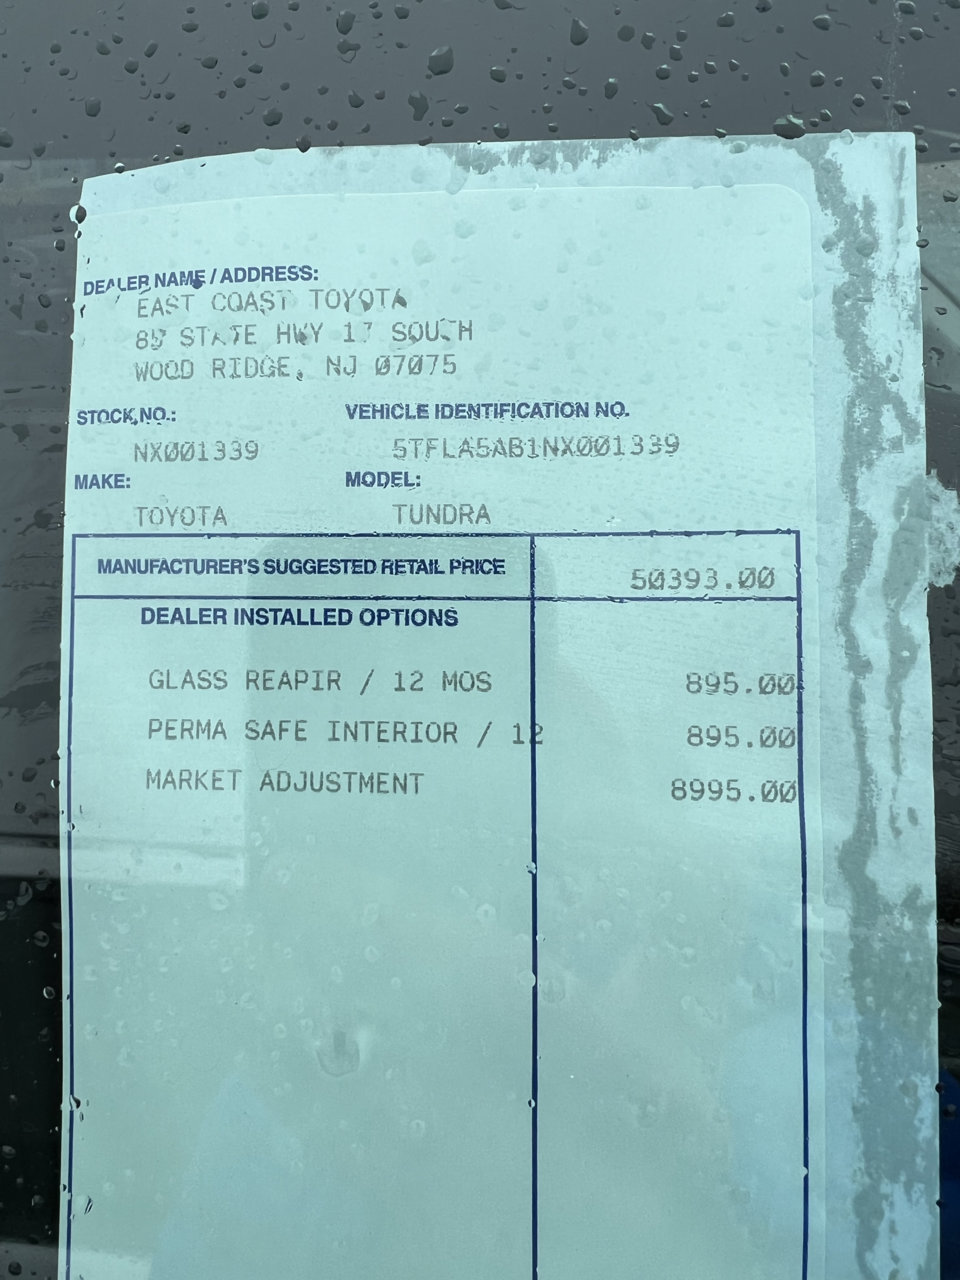 DEALER NAME / ADDRESS:
EAST COAST TOYOTA
85 STATE HWY 17 SOUTH
WOOD RIDGE, NJ 07075
STOCK NO.: VEHICLE IDENTIFICATION NO.
NX001339 5TFLA5AB1NX001339
MAKE: MODEL:
TOYOTA TUNDRA
MANUFACTURER'S SUGGESTED RETAIL PRICE 50393.00
DEALER INSTALLED OPTIONS
GLASS REAPIR / 12 MOS 895.00
PERMA SAFE INTERIOR / 12 895.00
MARKET ADJUSTMENT 8995.00